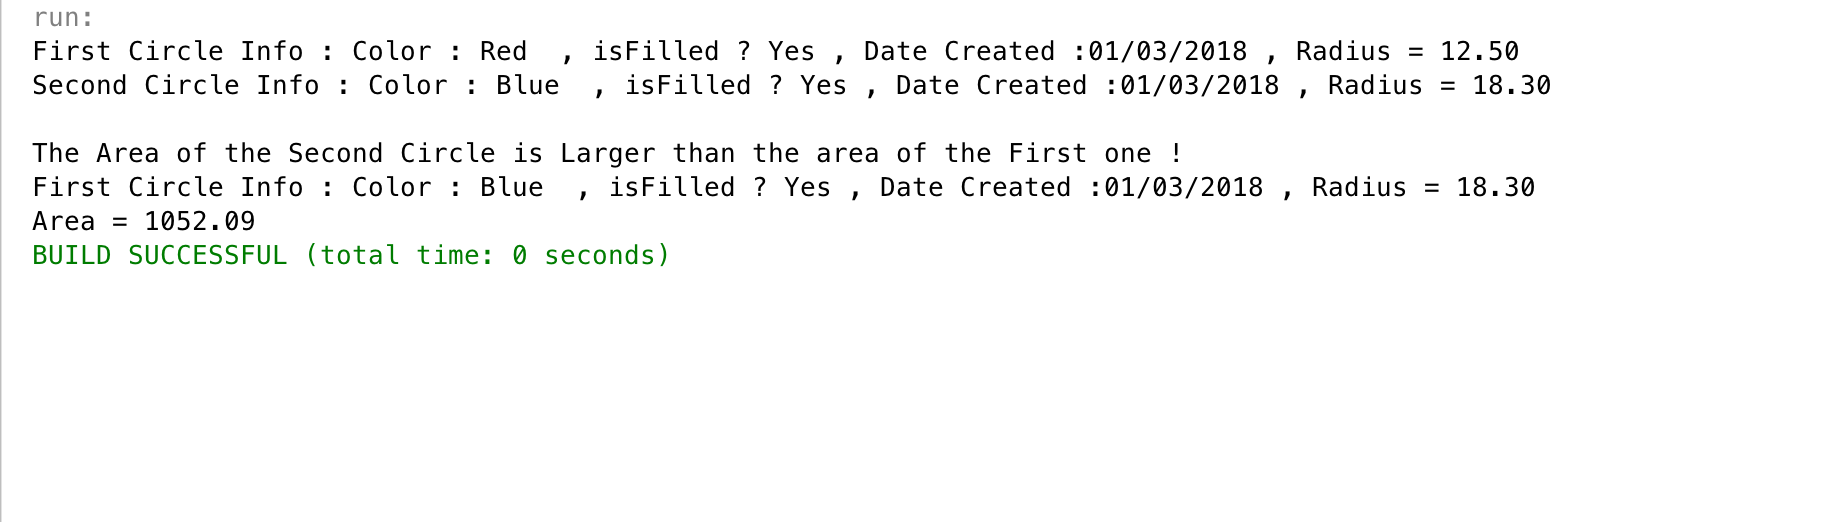 run:
First Circle Info : Color : Red  , isFilled ? Yes , Date Created :01/03/2018 , Radius = 12.50
Second Circle Info : Color : Blue  , isFilled ? Yes , Date Created :01/03/2018 , Radius = 18.30
The Area of the Second Circle is Larger than the area of the First one !
First Circle Info : Color : Blue  , isFilled ? Yes , Date Created :01/03/2018 , Radius = 18.30
Area = 1052.09
BUILD SUCCESSFUL (total time: 0 seconds)